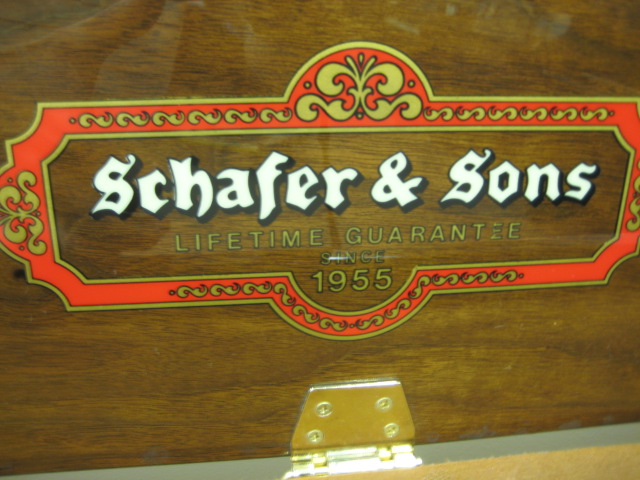 Schafer & Sons
LIFETIME GUARANTEE
SINCE
1955